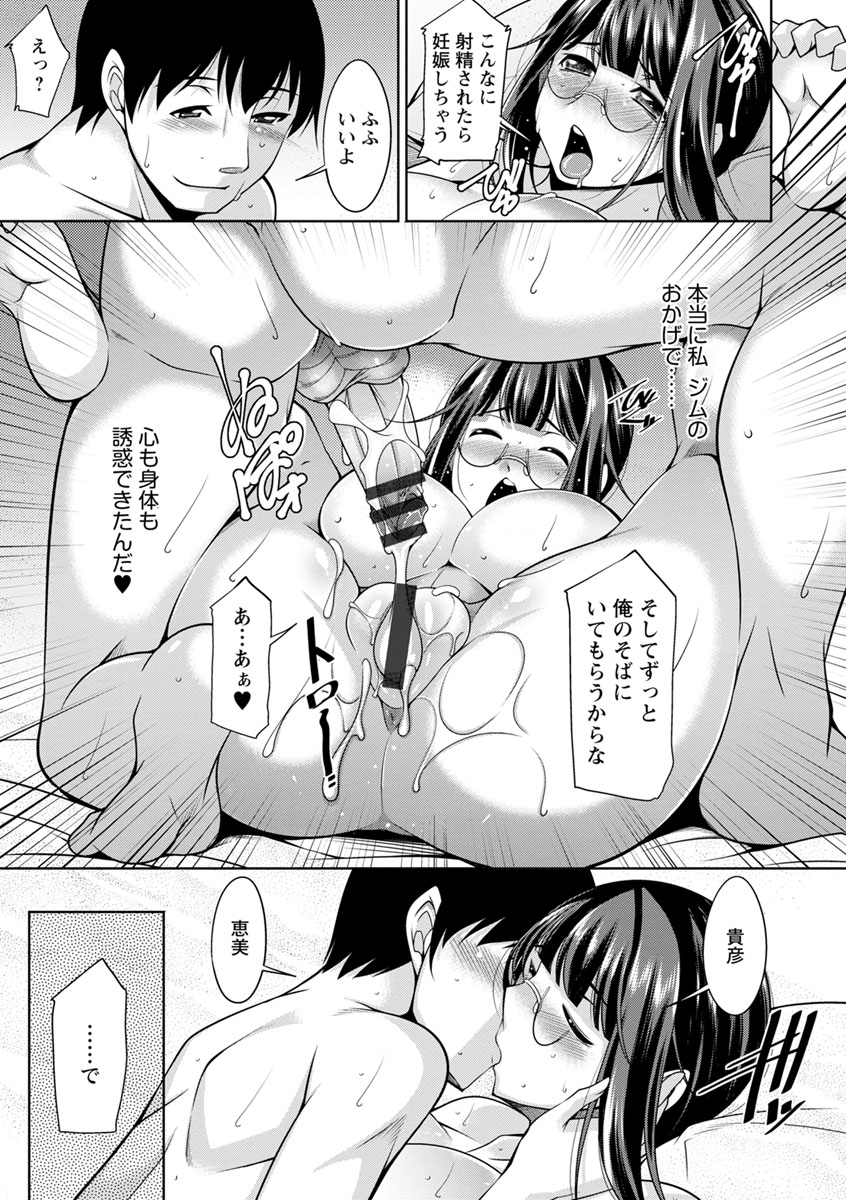 こんなに
射精されたら
妊娠しちゃう
ふふ
いいよ
えっ？
本当に私 ジムの
おかげで……
心も身体も
誘惑できたんだ♥
ぬぽぉ
そしてずっと
俺のそばに
いてもらうからな
あ…あぁ♥
トロー
貴彦
恵美
……で